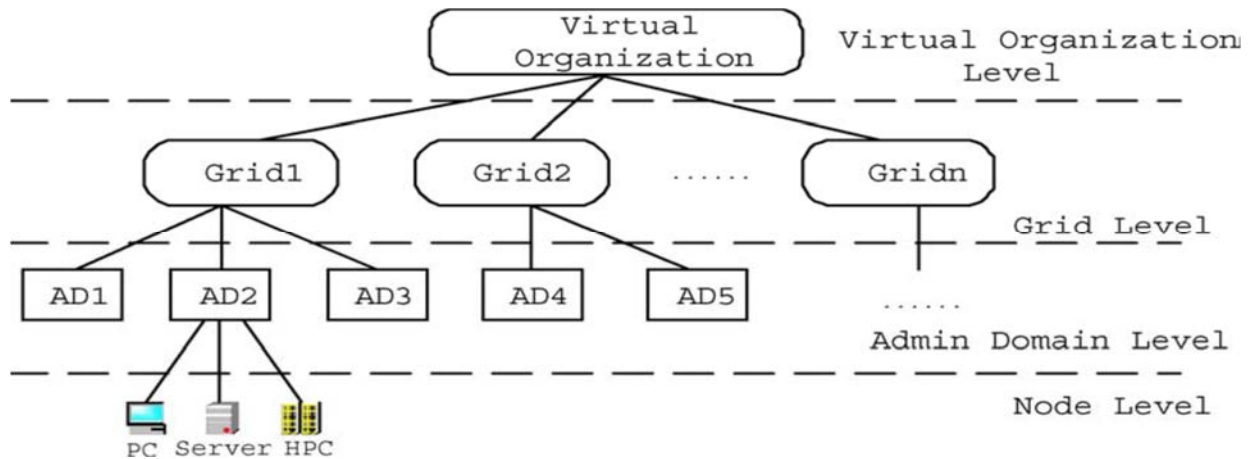 Virtual
Organization
Virtual Organization
Level
Grid1
Grid2
......
Gridn
Grid Level
AD1
AD2
AD3
AD4
AD5
......
Admin Domain Level
Node Level
PC
Server
HPC